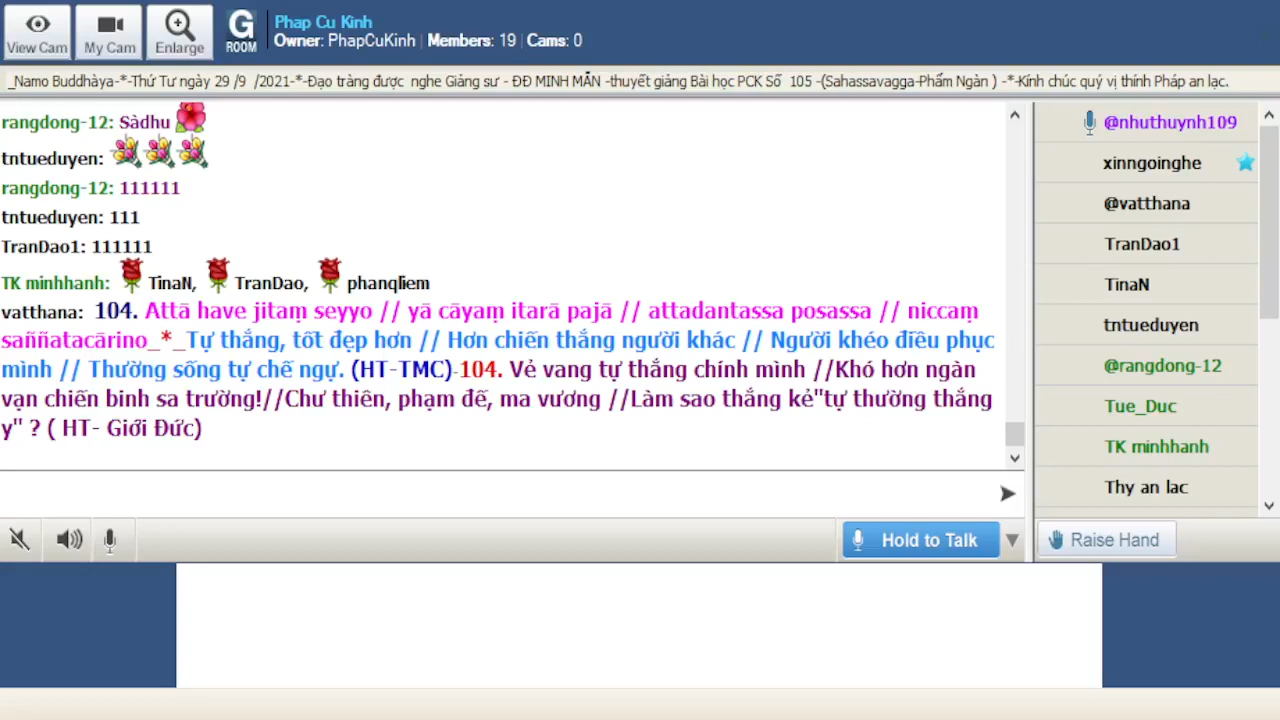 View Cam
My Cam
Enlarge
G
ROOM
Phap Cu Kinh
Owner: PhapCuKinh | Members: 19 | Cams: 0
_Namo Buddhàya-*-Thứ Tư ngày 29 /9 /2021-*-Đạo tràng được nghe Giảng sư - ĐĐ MINH MẪN -thuyết giảng Bài học PCK Số 105 -(Sahassavagga-Phẩm Ngàn ) -*-Kính chúc quý vị thính Pháp an lạc.
rangdong-12: Sàdhu
tntueduyen:
rangdong-12: 111111
tntueduyen: 111
TranDao1: 111111
TK minhhanh: TinaN, TranDao, phanqliem
vatthana: 104. Attā have jitaṃ seyyo // yā cāyaṃ itarā pajā // attadantassa posassa // niccaṃ
saññatacārino_*_Tự thắng, tốt đẹp hơn // Hơn chiến thắng người khác // Người khéo điều phục
mình // Thường sống tự chế ngự. (HT-TMC)-104. Vẻ vang tự thắng chính mình //Khó hơn ngàn
vạn chiến binh sa trường!//Chư thiên, phạm đế, ma vương //Làm sao thắng kẻ"tự thường thắng
y" ? ( HT- Giới Đức)
@nhuthuynh109
xinngoinghe
@vatthana
TranDao1
TinaN
tntueduyen
@rangdong-12
Tue_Duc
TK minhhanh
Thy an lac
Hold to Talk
Raise Hand